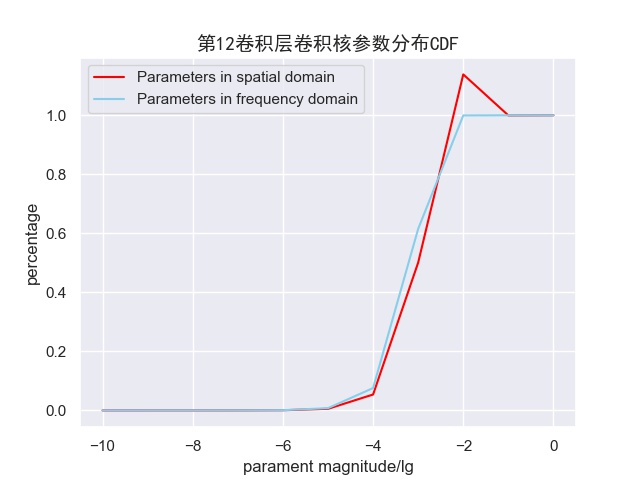 第12卷积层卷积核参数分布CDF
Parameters in spatial domain
Parameters in frequency domain
1.0
0.8
0.6
0.4
0.2
0.0
percentage
−10 −8 −6 −4 −2 0
parament magnitude/lg